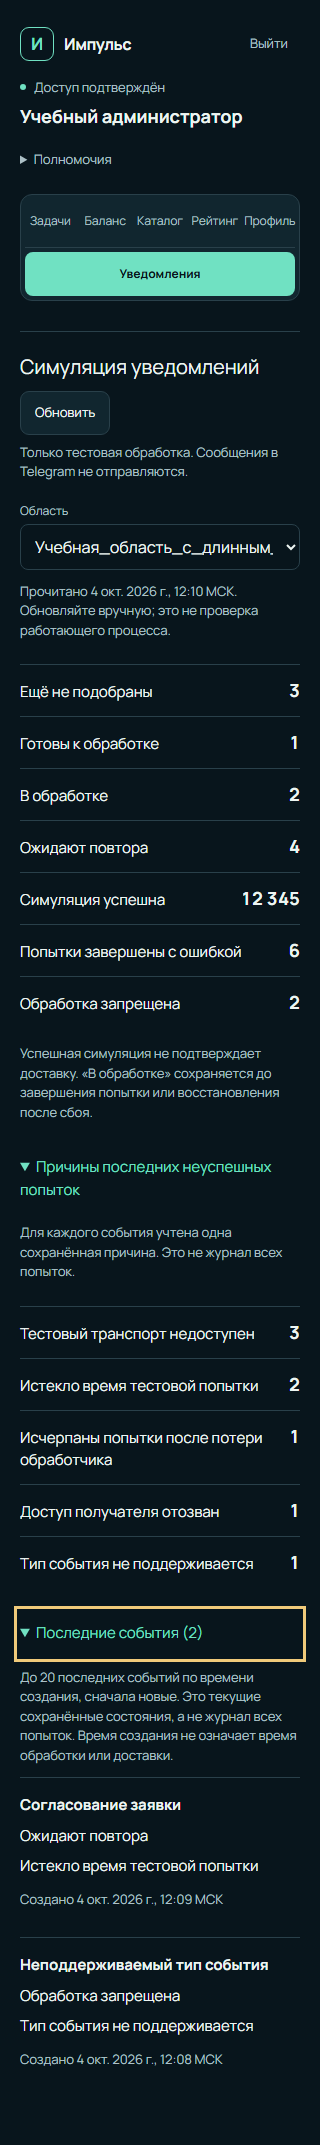 И Импульс Выйти
Доступ подтверждён
Учебный администратор
Полномочия
Задачи Баланс Каталог Рейтинг Профиль
Уведомления
Симуляция уведомлений
Обновить
Только тестовая обработка. Сообщения в
Telegram не отправляются.
Область
Учебная_область_с_длинным_
Прочитано 4 окт. 2026 г., 12:10 МСК.
Обновляйте вручную; это не проверка
работающего процесса.
Ещё не подобраны 3
Готовы к обработке 1
В обработке 2
Ожидают повтора 4
Симуляция успешна 12 345
Попытки завершены с ошибкой 6
Обработка запрещена 2
Успешная симуляция не подтверждает
доставку. «В обработке» сохраняется до
завершения попытки или восстановления
после сбоя.
Причины последних неуспешных
попыток
Для каждого события учтена одна
сохранённая причина. Это не журнал всех
попыток.
Тестовый транспорт недоступен 3
Истекло время тестовой попытки 2
Исчерпаны попытки после потери 1
обработчика
Доступ получателя отозван 1
Тип события не поддерживается 1
Последние события (2)
До 20 последних событий по времени
создания, сначала новые. Это текущие
сохранённые состояния, а не журнал всех
попыток. Время создания не означает время
обработки или доставки.
Согласование заявки
Ожидают повтора
Истекло время тестовой попытки
Создано 4 окт. 2026 г., 12:09 МСК
Неподдерживаемый тип события
Обработка запрещена
Тип события не поддерживается
Создано 4 окт. 2026 г., 12:08 МСК